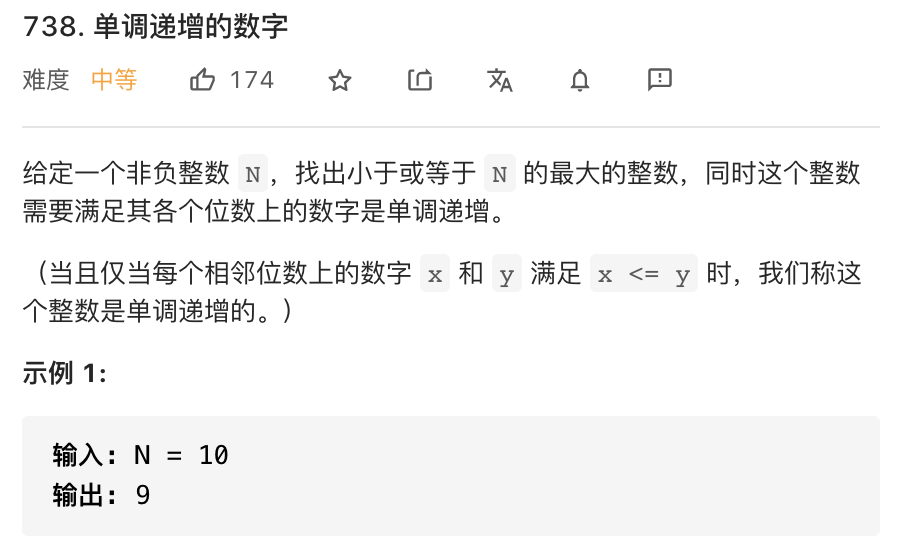 738. 单调递增的数字
难度 中等 174
给定一个非负整数 N，找出小于或等于 N 的最大的整数，同时这个整数
需要满足其各个位数上的数字是单调递增。
（当且仅当每个相邻位数上的数字 x 和 y 满足 x <= y 时，我们称这
个整数是单调递增的。）
示例 1:
输入: N = 10
输出: 9